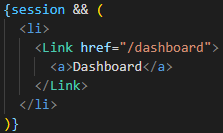 {session && (
<li>
<Link href="/dashboard">
<a>Dashboard</a>
</Link>
</li>
)}